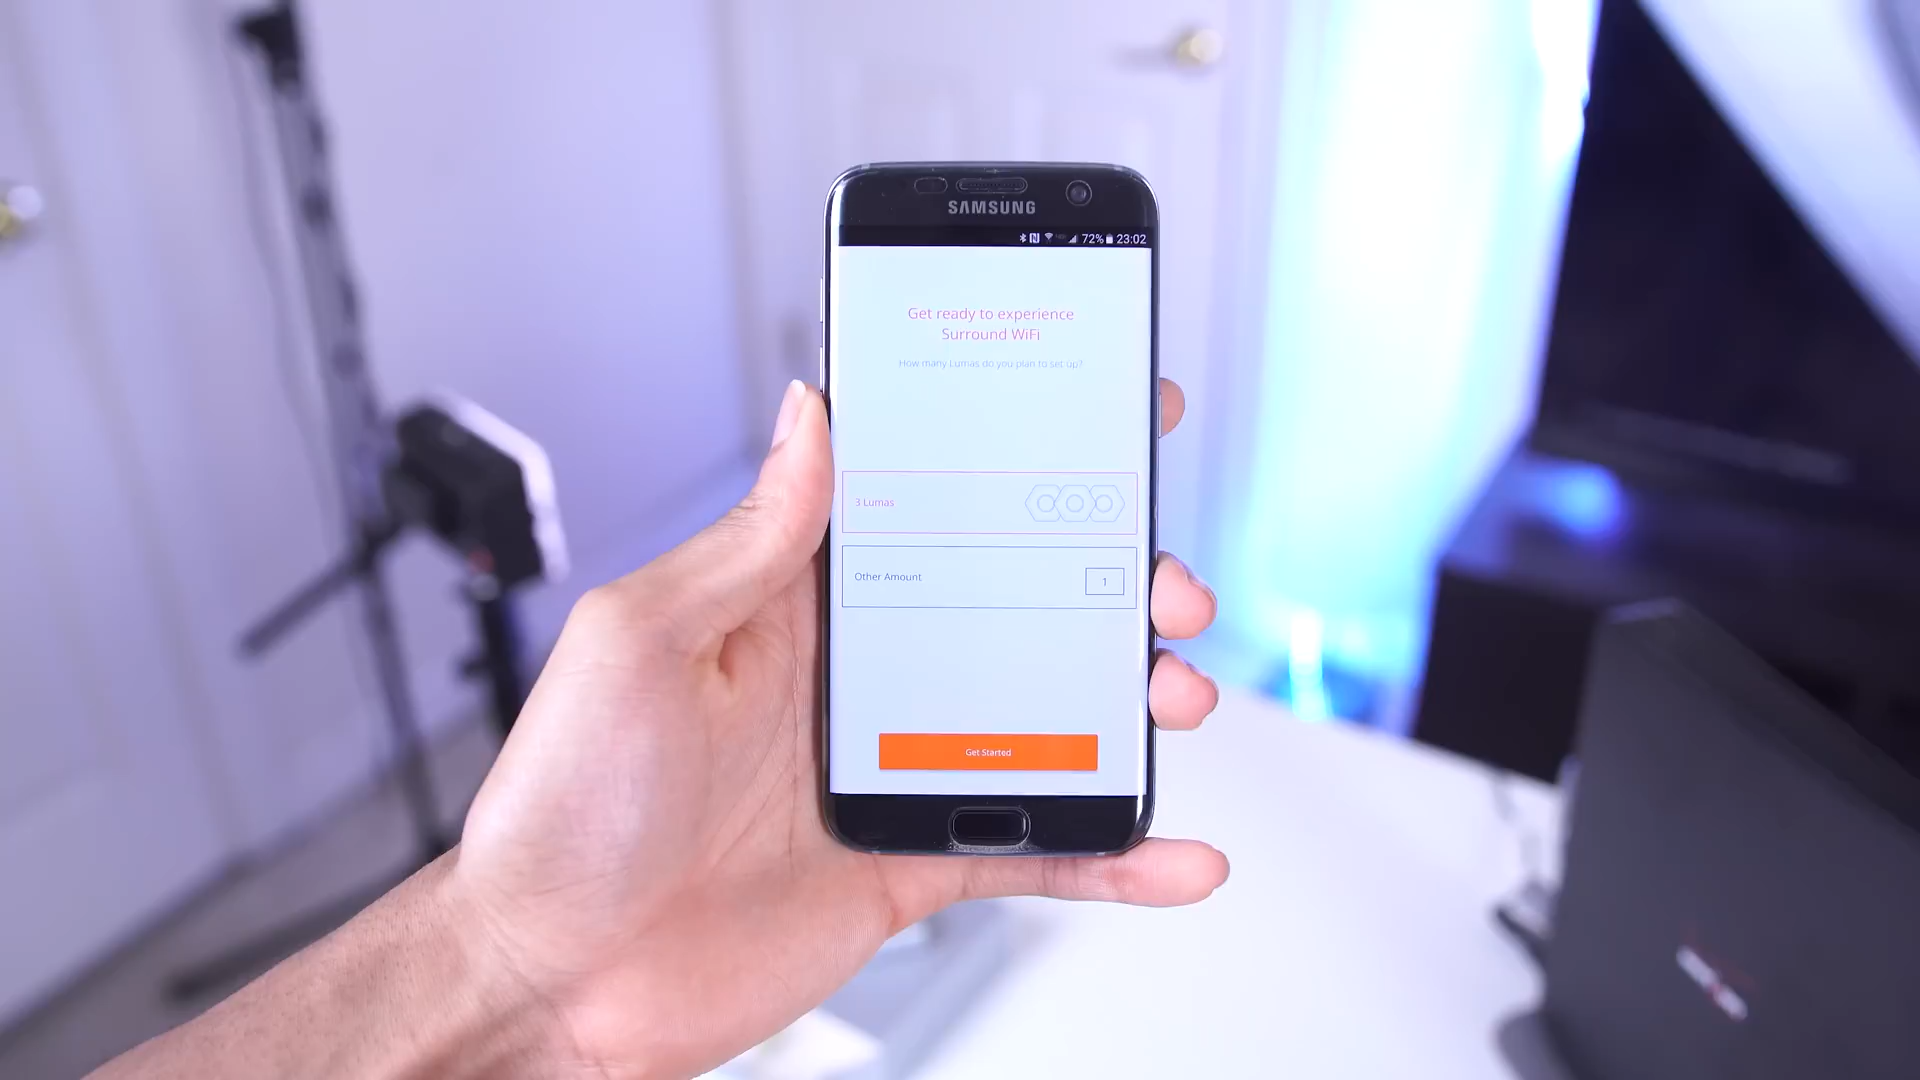 SAMSUNG
72% 23:02
Get ready to experience
Surround WiFi
How many Lumas do you plan to set up?
3 Lumas
Other Amount
1
Get Started